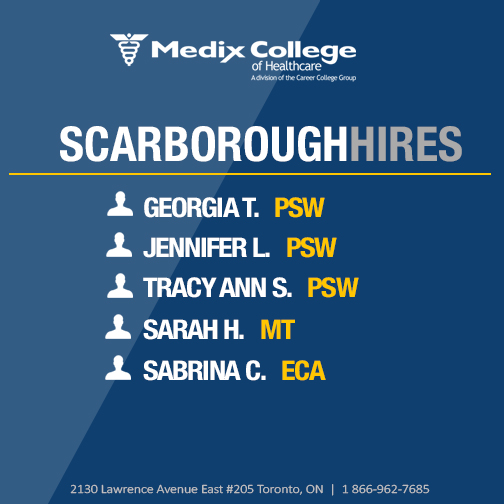 Medix College
of Healthcare
A division of the Career College Group
SCARBOROUGHHIRES
GEORGIA T. PSW
JENNIFER L. PSW
TRACY ANN S. PSW
SARAH H. MT
SABRINA C. ECA
2130 Lawrence Avenue East #205 Toronto, ON | 1 866-962-7685